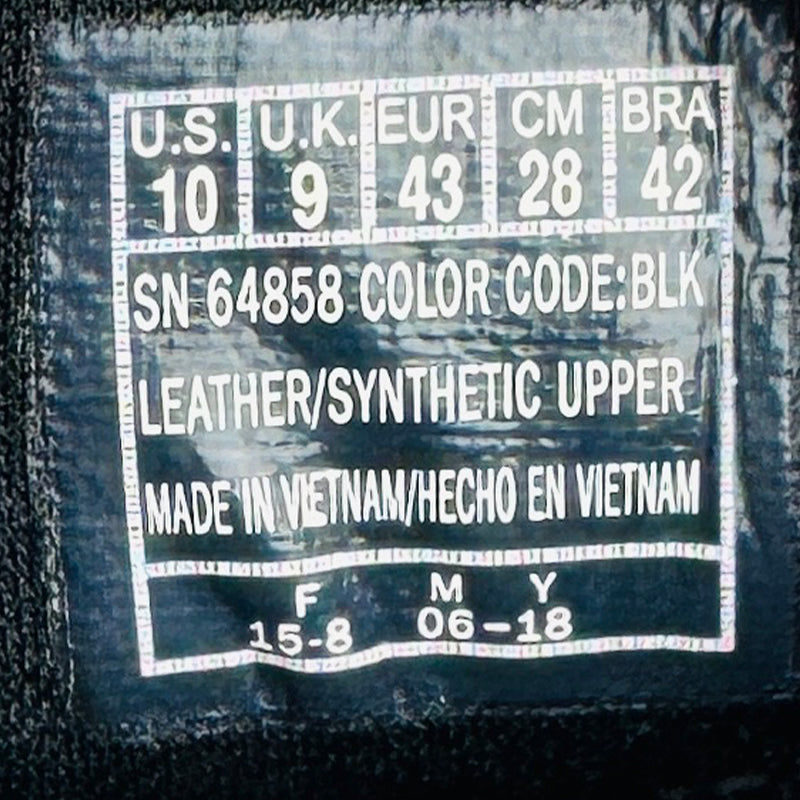 U.S. U.K. EUR CM BRA
10 9 43 28 42
SN 64858 COLOR CODE:BLK
LEATHER/SYNTHETIC UPPER
MADE IN VIETNAM/HECHO EN VIETNAM
F M Y
15-8 06-18